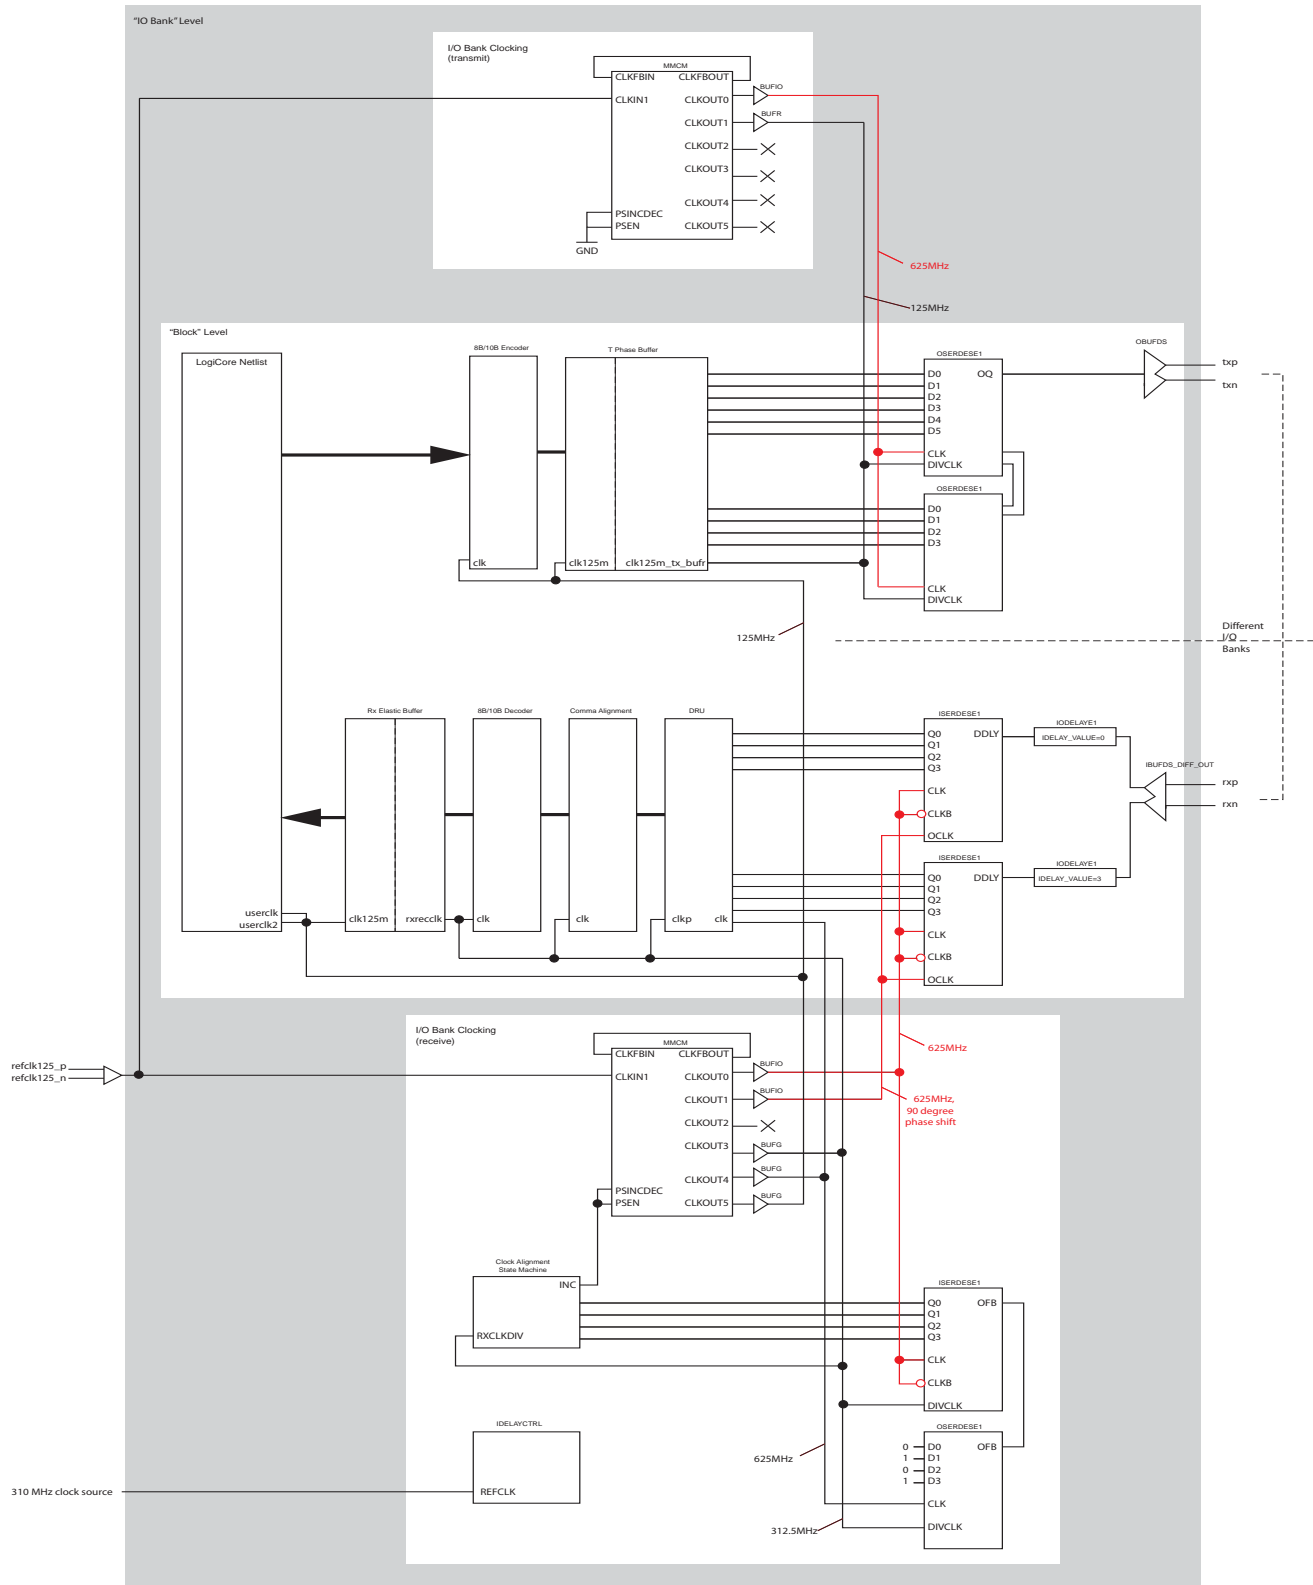 "IO Bank" Level
I/O Bank Clocking
(transmit)
MMCM
CLKFBIN
CLKFBOUT
CLKIN1
CLKOUT0
BUFIO
CLKOUT1
BUFR
CLKOUT2
CLKOUT3
CLKOUT4
CLKOUT5
PSINCDEC
PSEN
GND
625MHz
125MHz
"Block" Level
LogiCore Netlist
8B/10B Encoder
T Phase Buffer
OSERDESE1
OBUFDS
D0
D1
D2
D3
D4
D5
OQ
CLK
DIVCLK
txp
txn
OSERDESE1
D0
D1
D2
D3
CLK
DIVCLK
clk
clk125m
clk125m_tx_bufr
125MHz
Different
I/O
Banks
Rx Elastic Buffer
8B/10B Decoder
Comma Alignment
DRU
ISERDESE1
IODELAYE1
IDELAY_VALUE=0
IBUFDS_DIFF_OUT
Q0
Q1
Q2
Q3
DDLY
CLK
CLKB
OCLK
rxp
rxn
ISERDESE1
IODELAYE1
IDELAY_VALUE=3
Q0
Q1
Q2
Q3
DDLY
CLK
CLKB
OCLK
userclk
userclk2
clk125m
rxrecclk
clk
clk
clkp
clk
I/O Bank Clocking
(receive)
MMCM
CLKFBIN
CLKFBOUT
CLKIN1
CLKOUT0
BUFIO
CLKOUT1
BUFIO
CLKOUT2
CLKOUT3
BUFG
CLKOUT4
BUFG
CLKOUT5
BUFG
PSINCDEC
PSEN
625MHz
625MHz,
90 degree
phase shift
refclk125_p
refclk125_n
Clock Alignment
State Machine
INC
RXCLKDIV
ISERDESE1
Q0
Q1
Q2
Q3
OFB
CLK
CLKB
DIVCLK
IDELAYCTRL
REFCLK
310 MHz clock source
OSERDESE1
0
1
0
1
D0
D1
D2
D3
OFB
CLK
DIVCLK
625MHz
312.5MHz